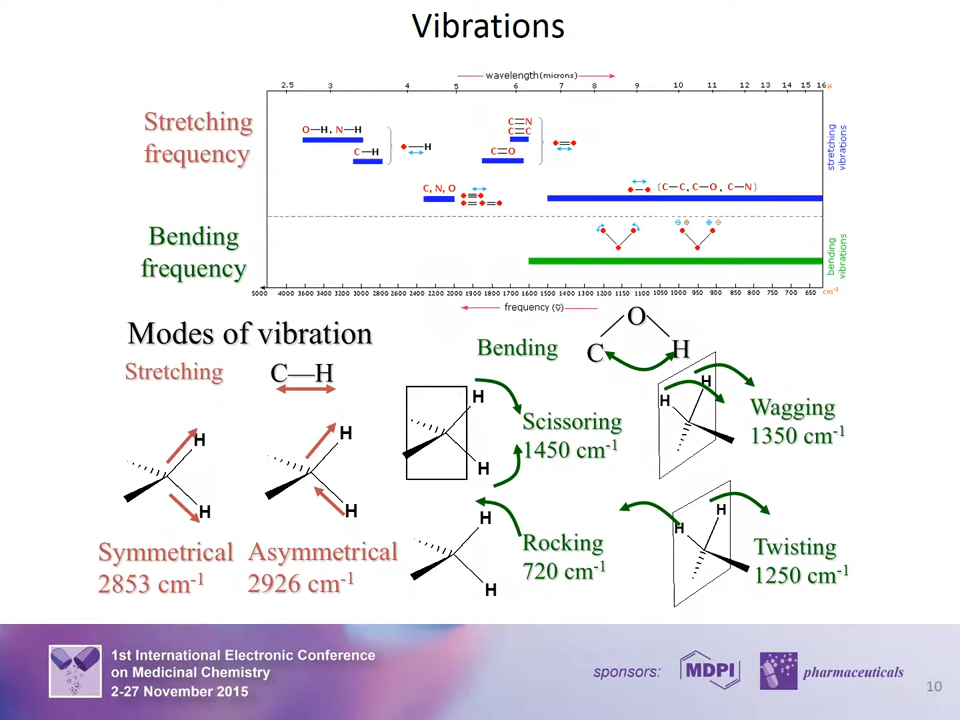 Vibrations
wavelength(microns)
2.5 3 4 5 6 7 8 9 10 11 12 13 14 15 16 μ
Stretching
frequency
O—H, N—H
C—H
H
C=N
C=C
C=O
C, N, O
(C—C, C—O, C—N)
stretching
vibrations
Bending
frequency
bending
vibrations
5000 4000 3600 3400 3200 3000 2800 2600 2400 2200 2000 1900 1800 1700 1600 1500 1400 1300 1200 1150 1100 1050 1000 950 900 850 800 750 700 650 cm-1
frequency (ν̄)
Modes of vibration
Stretching
C—H
Bending
O
C
H
H
H
Symmetrical
2853 cm-1
H
H
Asymmetrical
2926 cm-1
H
H
Scissoring
1450 cm-1
H
H
Wagging
1350 cm-1
H
H
Rocking
720 cm-1
H
H
Twisting
1250 cm-1
1st International Electronic Conference
on Medicinal Chemistry
2-27 November 2015
sponsors:
MDPI
pharmaceuticals
10